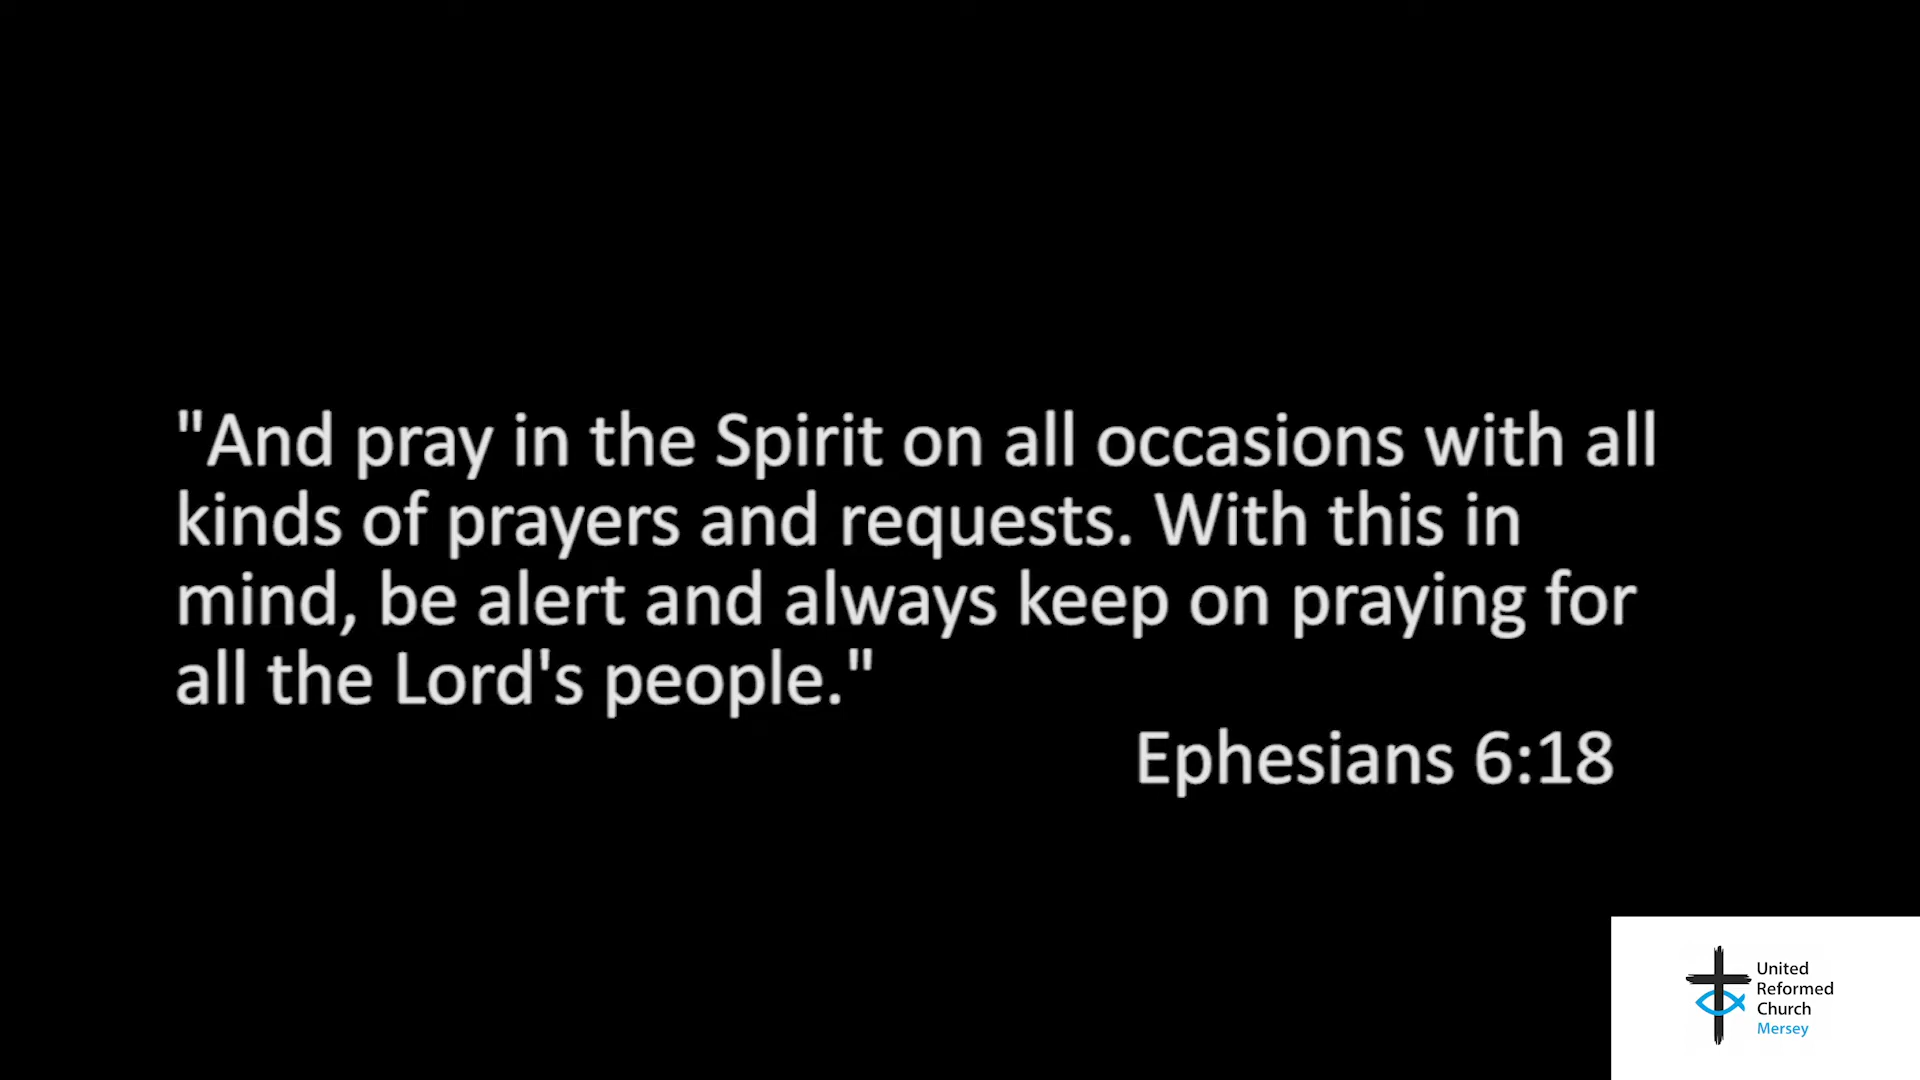 "And pray in the Spirit on all occasions with all
kinds of prayers and requests. With this in
mind, be alert and always keep on praying for
all the Lord's people."
Ephesians 6:18
United
Reformed
Church
Mersey